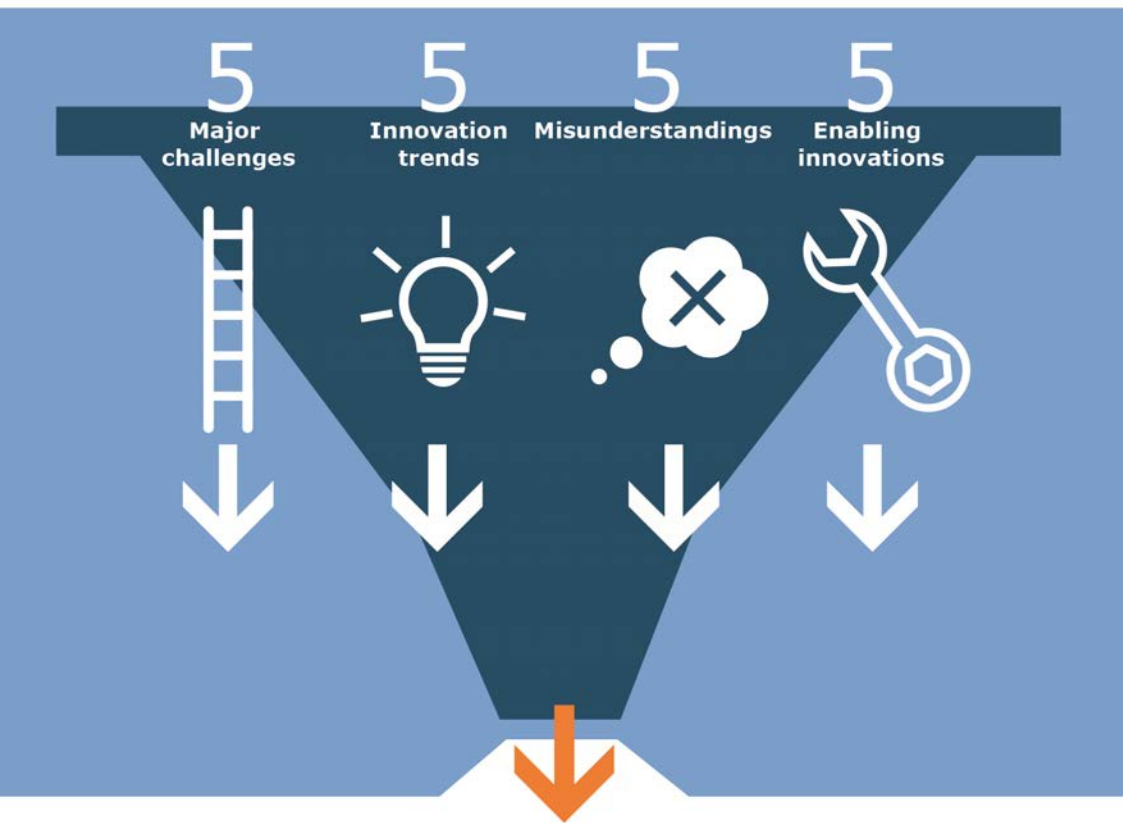 5 5 5 5
Major challenges
Innovation trends
Misunderstandings
Enabling innovations